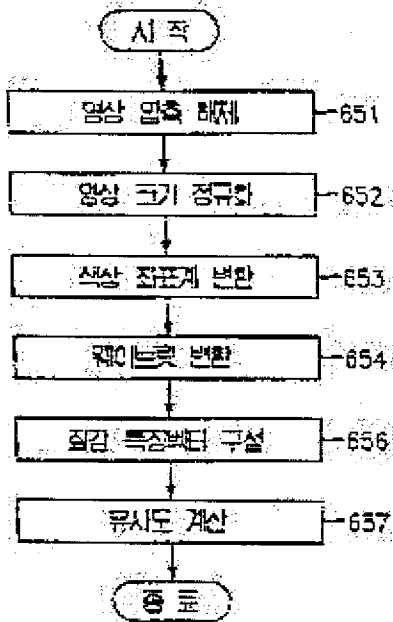 시 작
영상 압축 해제
651
영상 크기 정규화
652
색상 좌표계 변환
653
웨이브릿 변환
654
질감 특징벡터 구성
656
유사도 계산
657
종 료